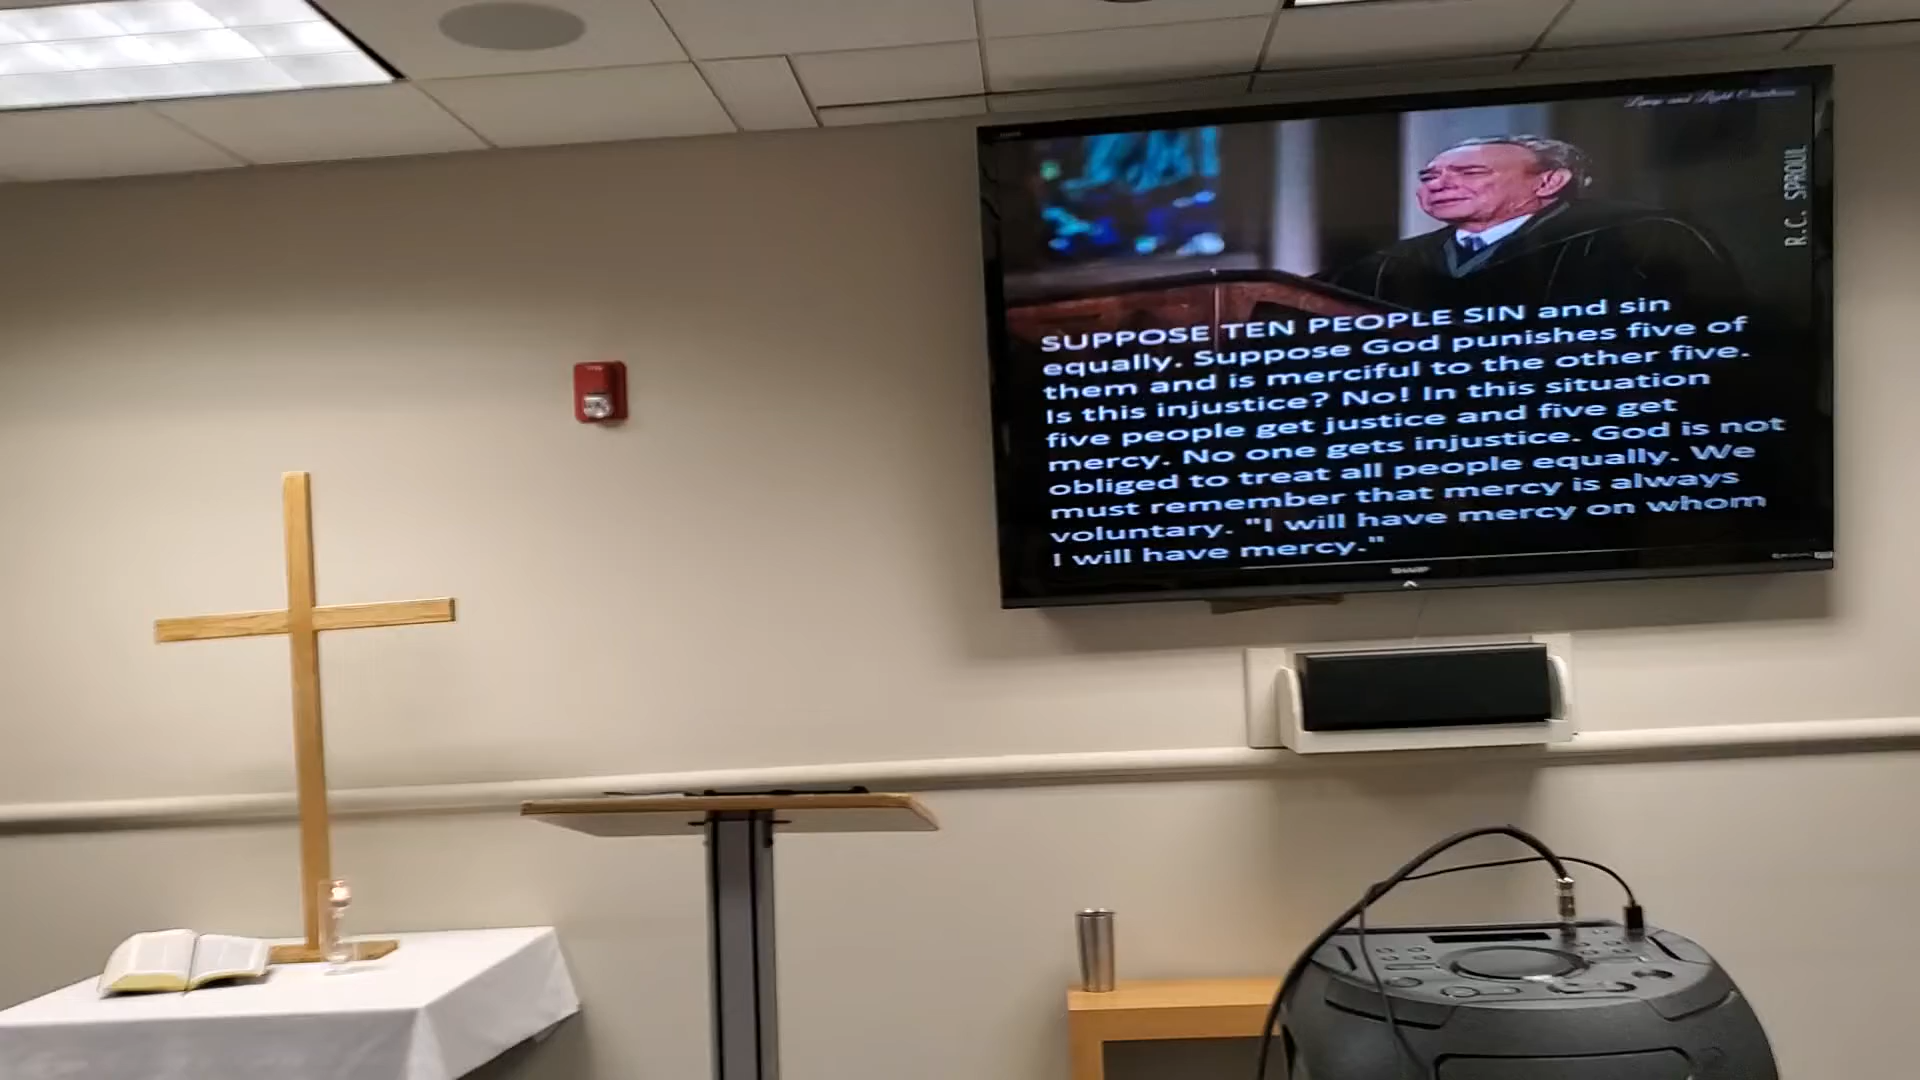 R.C. SPROUL
SUPPOSE TEN PEOPLE SIN and sin
equally. Suppose God punishes five of
them and is merciful to the other five.
Is this injustice? No! In this situation
five people get justice and five get
mercy. No one gets injustice. God is not
obliged to treat all people equally. We
must remember that mercy is always
voluntary. "I will have mercy on whom
I will have mercy."
SHARP